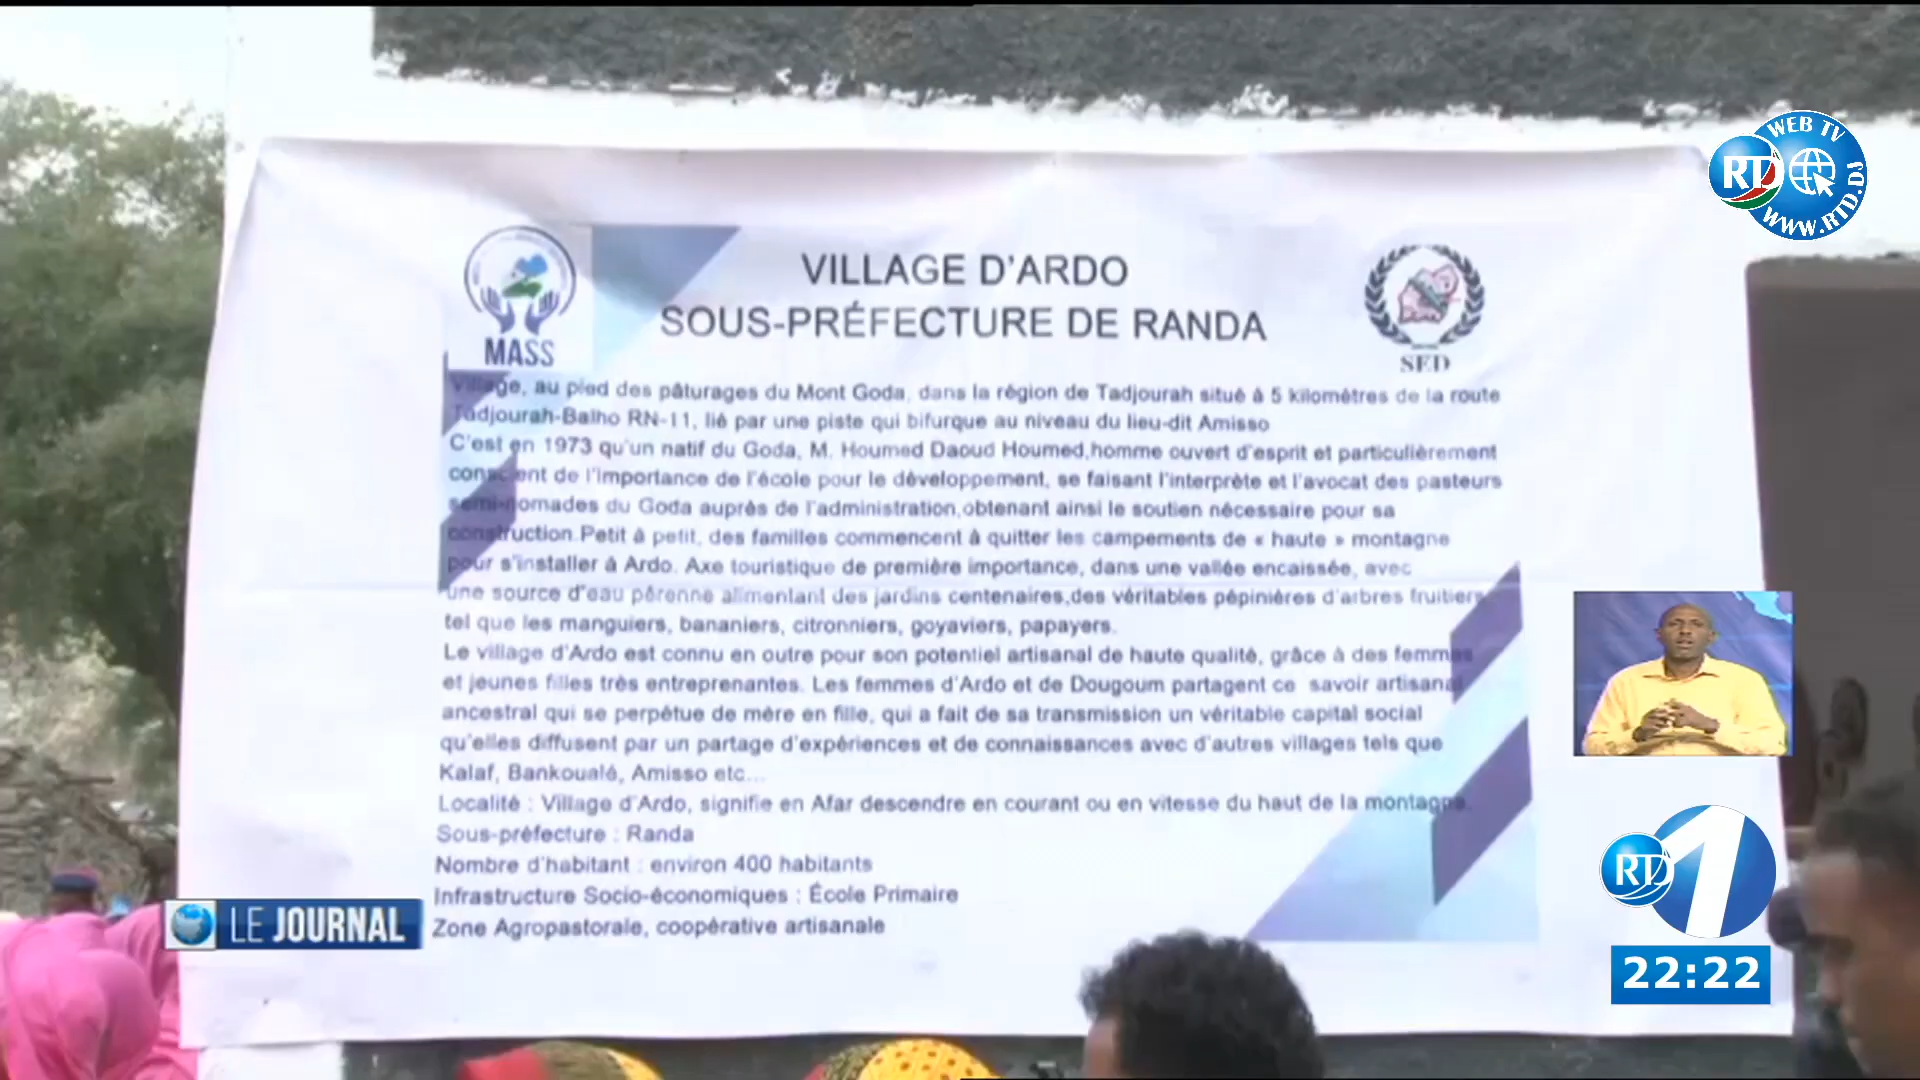 WEB TV
RTD
WWW.RTD.DJ
VILLAGE D'ARDO
SOUS-PRÉFECTURE DE RANDA
MASS
SED
Village, au pied des pâturages du Mont Goda, dans la région de Tadjourah situé à 5 kilomètres de la route
Tadjourah-Balho RN-11, lié par une piste qui bifurque au niveau du lieu-dit Amisso
C'est en 1973 qu'un natif du Goda, M. Houmed Daoud Houmed,homme ouvert d'esprit et particulièrement
conscient de l'importance de l'école pour le développement, se faisant l'interprète et l'avocat des pasteurs
semi-nomades du Goda auprès de l'administration,obtenant ainsi le soutien nécessaire pour sa
construction.Petit à petit, des familles commencent à quitter les campements de « haute » montagne
pour s'installer à Ardo. Axe touristique de première importance, dans une vallée encaissée, avec
une source d'eau pérenne alimentant des jardins centenaires,des véritables pépinières d'arbres fruitiers
tel que les manguiers, bananiers, citronniers, goyaviers, papayers.
Le village d'Ardo est connu en outre pour son potentiel artisanal de haute qualité, grâce à des femmes
et jeunes filles très entreprenantes. Les femmes d'Ardo et de Dougoum partagent ce savoir artisanal
ancestral qui se perpétue de mère en fille, qui a fait de sa transmission un véritable capital social
qu'elles diffusent par un partage d'expériences et de connaissances avec d'autres villages tels que
Kalaf, Bankoualé, Amisso etc...
Localité : Village d'Ardo, signifie en Afar descendre en courant ou en vitesse du haut de la montagne.
Sous-préfecture : Randa
Nombre d'habitant : environ 400 habitants
Infrastructure Socio-économiques : École Primaire
Zone Agropastorale, coopérative artisanale
LE JOURNAL
RTD 1
22:22